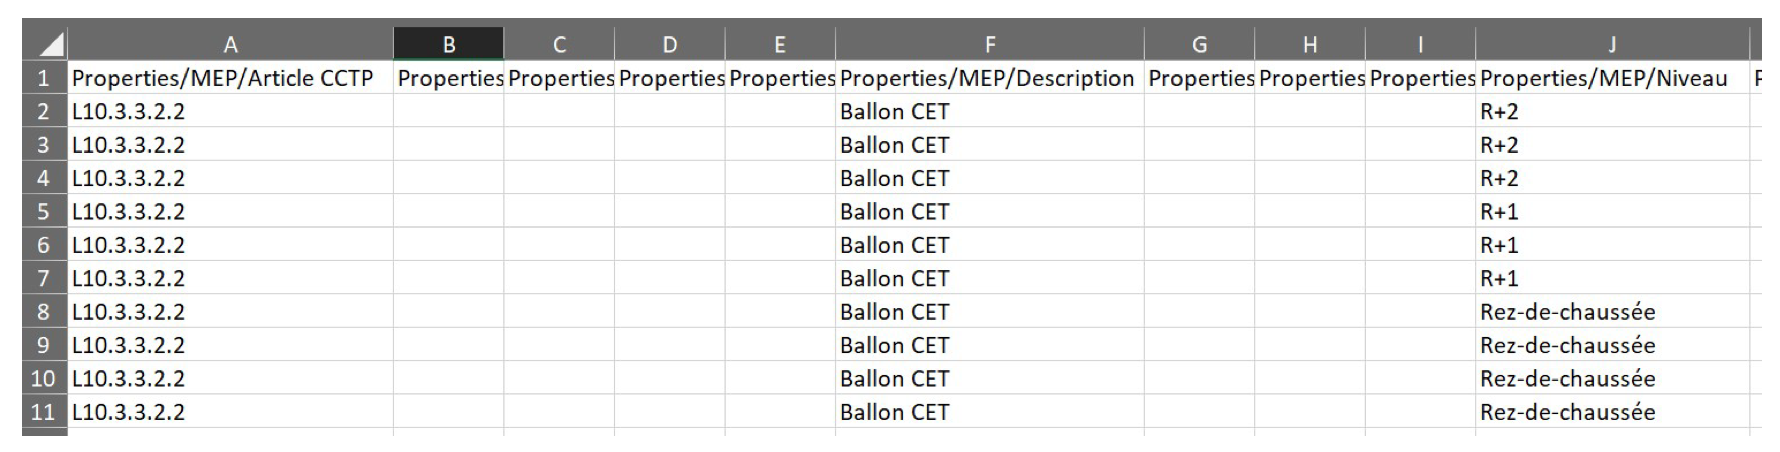 A B C D E F G H I J
1 Properties/MEP/Article CCTP Properties Properties Properties Properties Properties/MEP/Description Properties Properties Properties Properties/MEP/Niveau
2 L10.3.3.2.2 Ballon CET R+2
3 L10.3.3.2.2 Ballon CET R+2
4 L10.3.3.2.2 Ballon CET R+2
5 L10.3.3.2.2 Ballon CET R+1
6 L10.3.3.2.2 Ballon CET R+1
7 L10.3.3.2.2 Ballon CET R+1
8 L10.3.3.2.2 Ballon CET Rez-de-chaussée
9 L10.3.3.2.2 Ballon CET Rez-de-chaussée
10 L10.3.3.2.2 Ballon CET Rez-de-chaussée
11 L10.3.3.2.2 Ballon CET Rez-de-chaussée